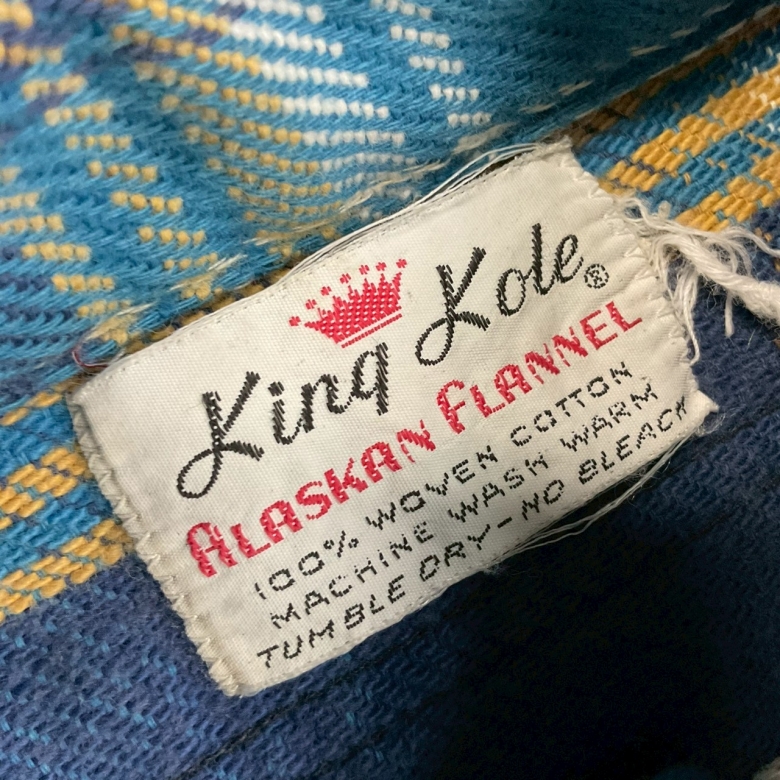 King Kole®
ALASKAN FLANNEL
100% WOVEN COTTON
MACHINE WASH WARM
TUMBLE DRY-NO BLEACH